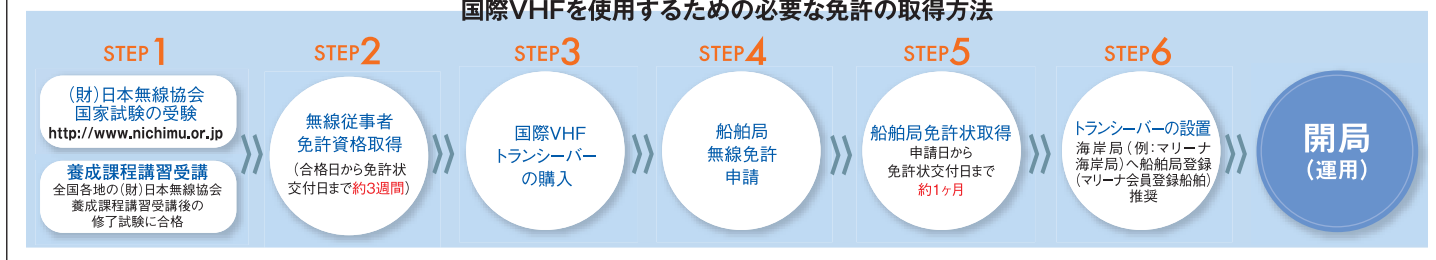 国際VHFを使用するための必要な免許の取得方法
STEP1
(財)日本無線協会
国家試験の受験
http://www.nichimu.or.jp
養成課程講習受講
全国各地の(財)日本無線協会
養成課程講習受講後の
修了試験に合格
STEP2
無線従事者
免許資格取得
(合格日から免許状
交付日まで約3週間)
STEP3
国際VHF
トランシーバー
の購入
STEP4
船舶局
無線免許
申請
STEP5
船舶局免許状取得
申請日から
免許状交付日まで
約1ヶ月
STEP6
トランシーバーの設置
海岸局(例:マリーナ
海岸局)へ船舶局登録
(マリーナ会員登録船舶)
推奨
開局
(運用)